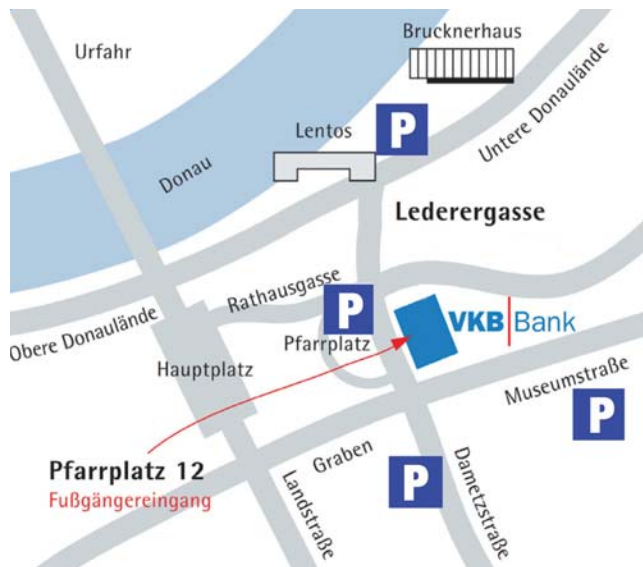 Brucknerhaus
Urfahr
Lentos
P
Untere Donaulände
Donau
Lederergasse
Rathausgasse
P
VKB Bank
Obere Donaulände
Pfarrplatz
Hauptplatz
Museumstraße
P
Graben
Pfarrplatz 12
Fußgängereingang
P
Landstraße
Dametzstraße